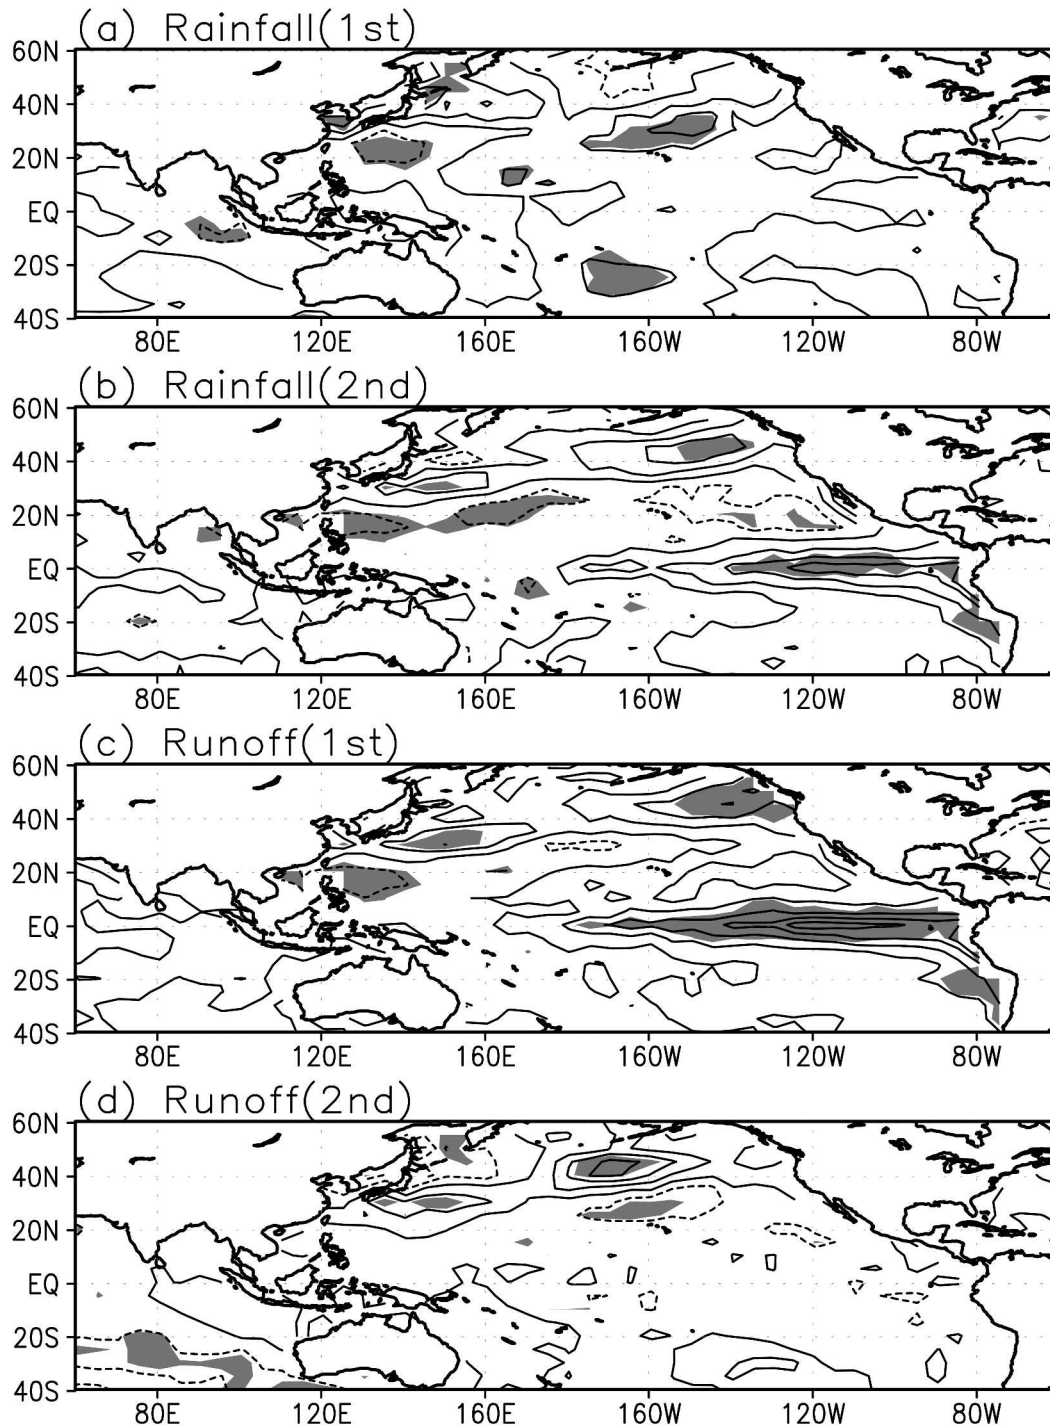 (a) Rainfall(1st)
60N
40N
20N
EQ
20S
40S
80E 120E 160E 160W 120W 80W
(b) Rainfall(2nd)
60N
40N
20N
EQ
20S
40S
80E 120E 160E 160W 120W 80W
(c) Runoff(1st)
60N
40N
20N
EQ
20S
40S
80E 120E 160E 160W 120W 80W
(d) Runoff(2nd)
60N
40N
20N
EQ
20S
40S
80E 120E 160E 160W 120W 80W